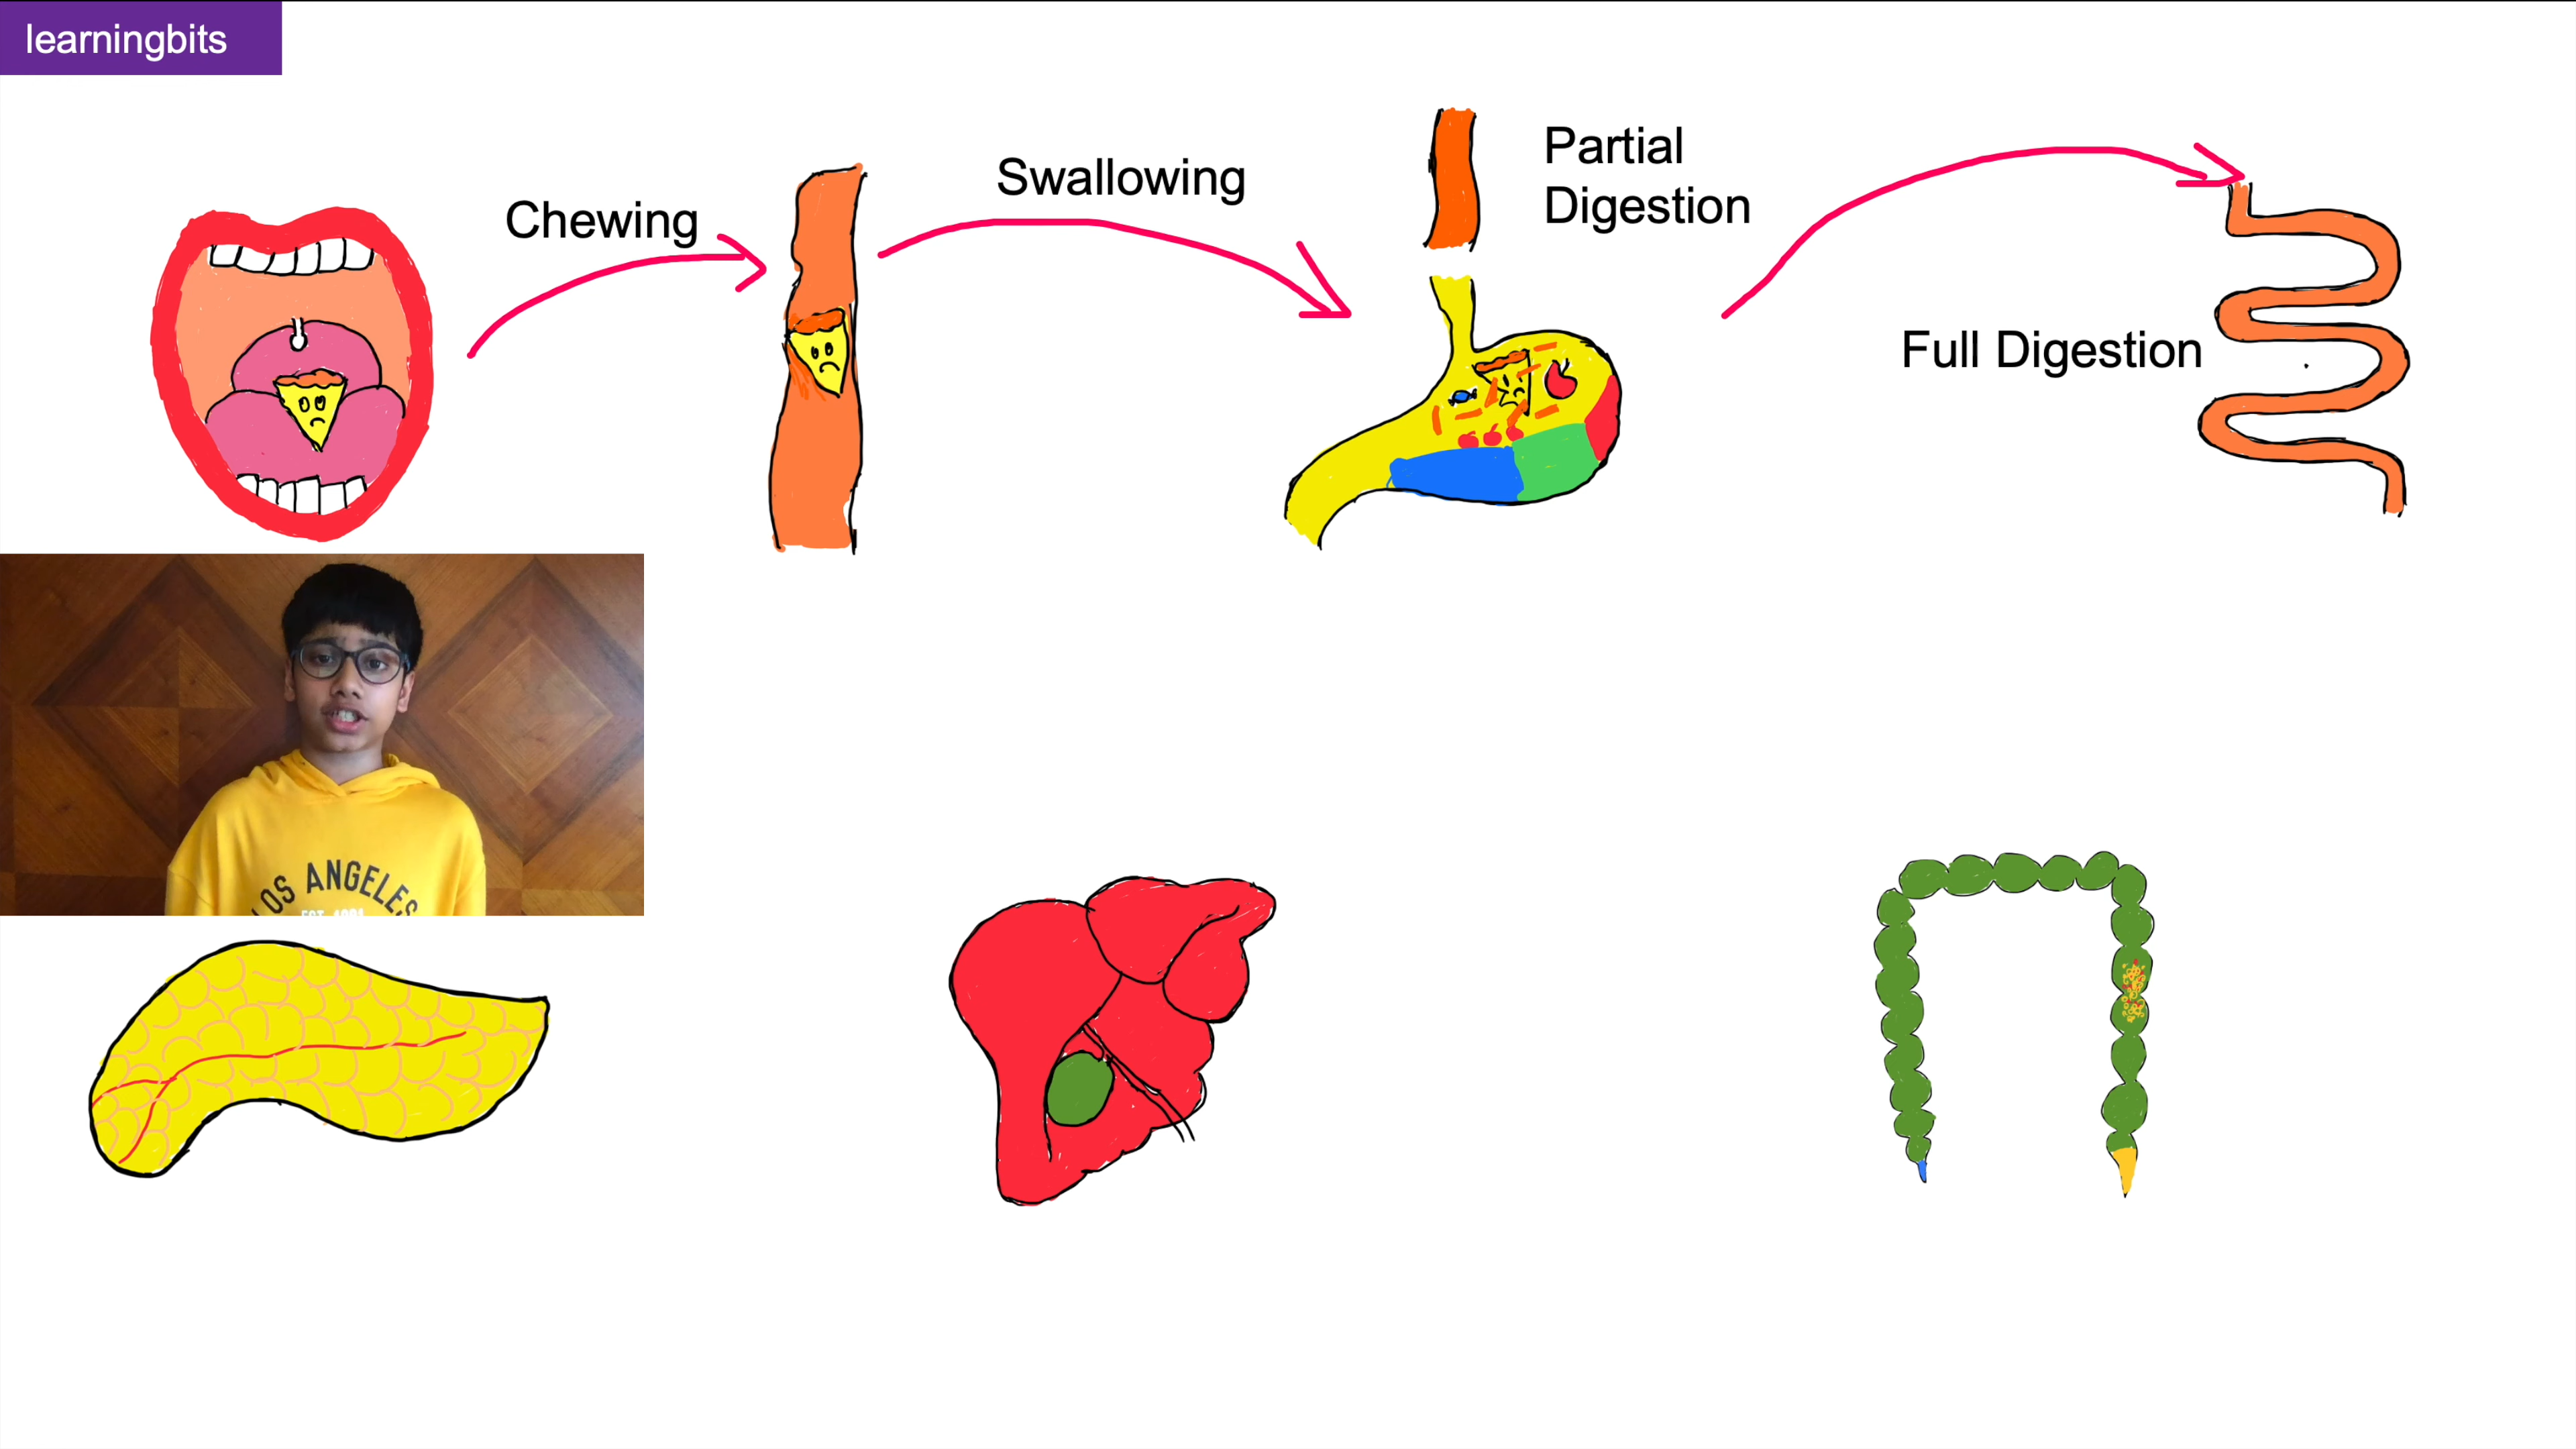 learningbits
Chewing
Swallowing
Partial
Digestion
Full Digestion
LOS ANGELES